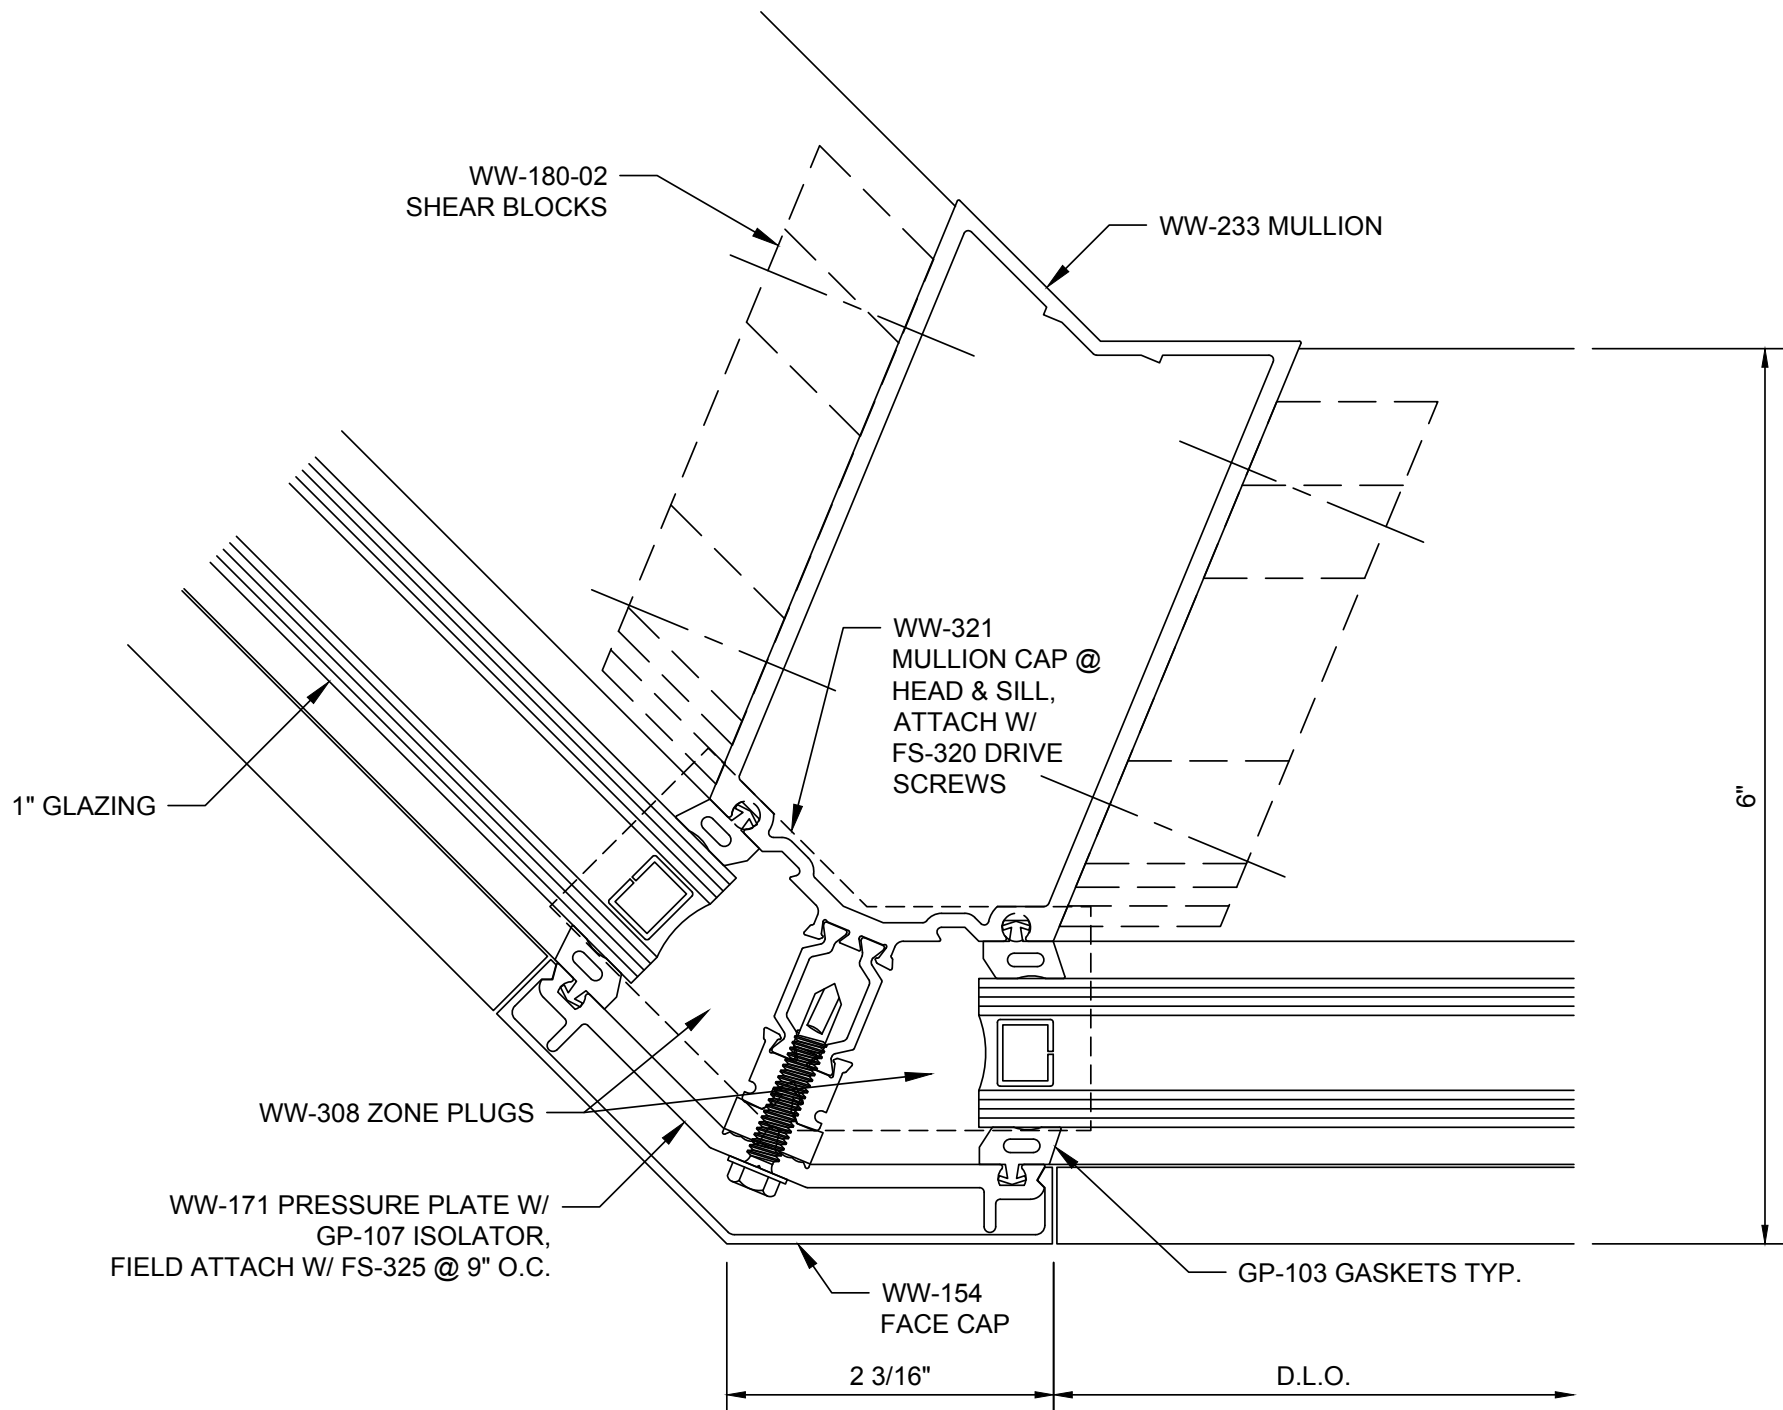 WW-180-02
SHEAR BLOCKS
WW-233 MULLION
WW-321
MULLION CAP @
HEAD & SILL,
ATTACH W/
FS-320 DRIVE
SCREWS
1" GLAZING
6"
WW-308 ZONE PLUGS
WW-171 PRESSURE PLATE W/
GP-107 ISOLATOR,
FIELD ATTACH W/ FS-325 @ 9" O.C.
GP-103 GASKETS TYP.
WW-154
FACE CAP
2 3/16"
D.L.O.